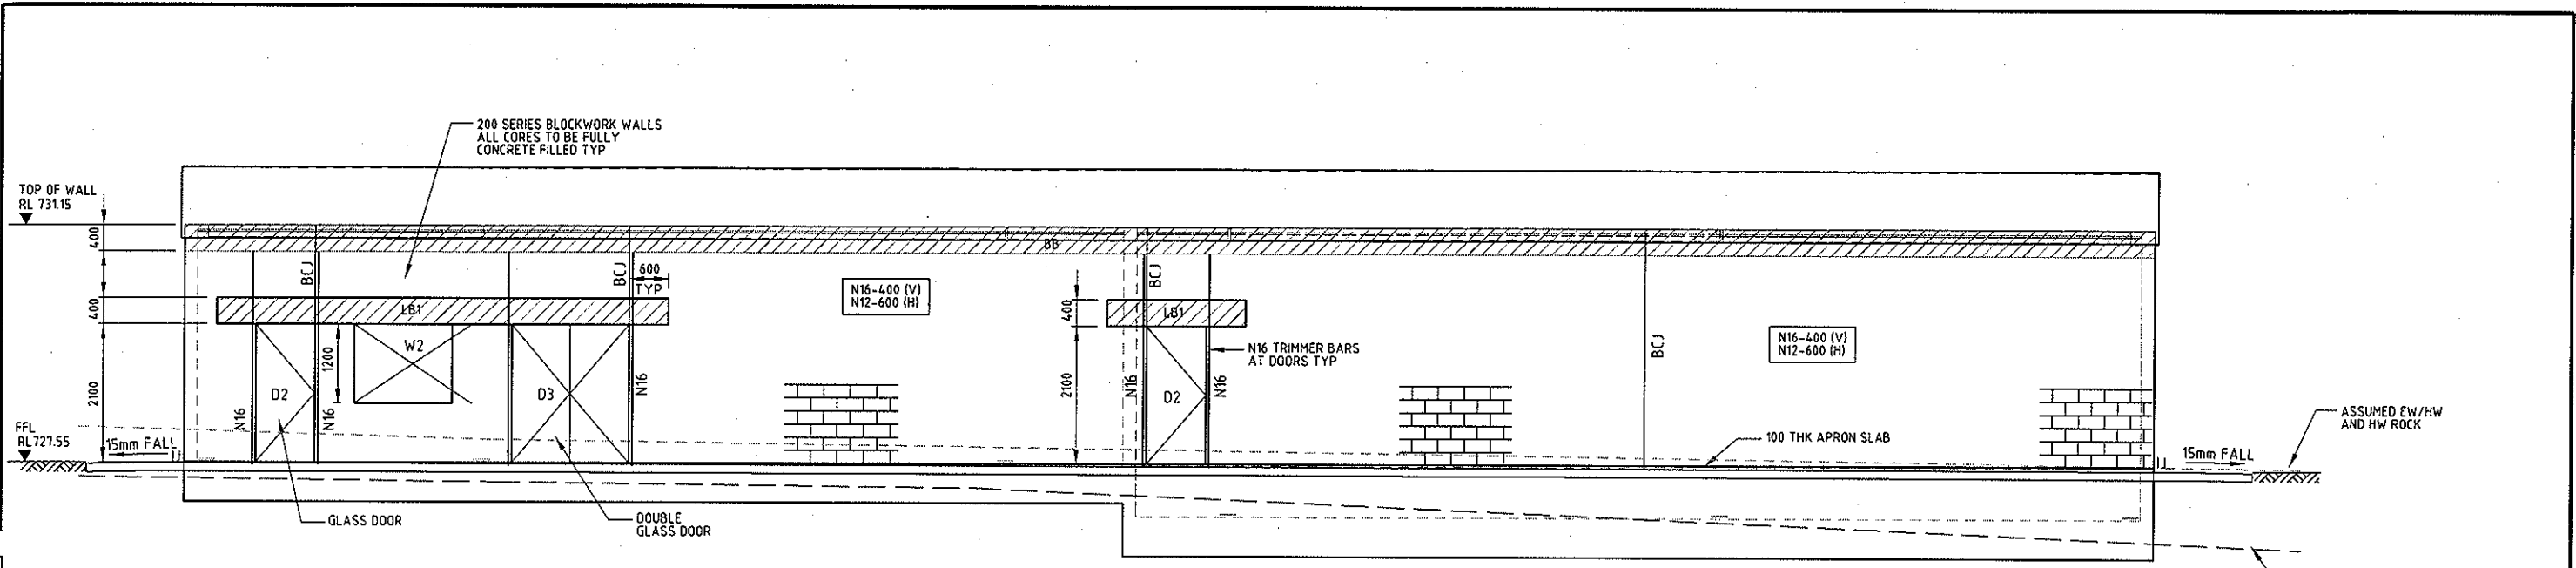 200 SERIES BLOCKWORK WALLS
ALL CORES TO BE FULLY
CONCRETE FILLED TYP
TOP OF WALL
RL 731.15
400
BB
BCJ
BCJ
600
TYP
N16-400 (V)
N12-600 (H)
BCJ
400
LB1
400
LB1
BCJ
N16-400 (V)
N12-600 (H)
2100
1200
W2
N16 TRIMMER BARS
AT DOORS TYP
N16
D2
N16
D3
N16
2100
N16
D2
N16
ASSUMED EW/HW
AND HW ROCK
FFL
RL727.55
15mm FALL
100 THK APRON SLAB
15mm FALL
GLASS DOOR
DOUBLE
GLASS DOOR